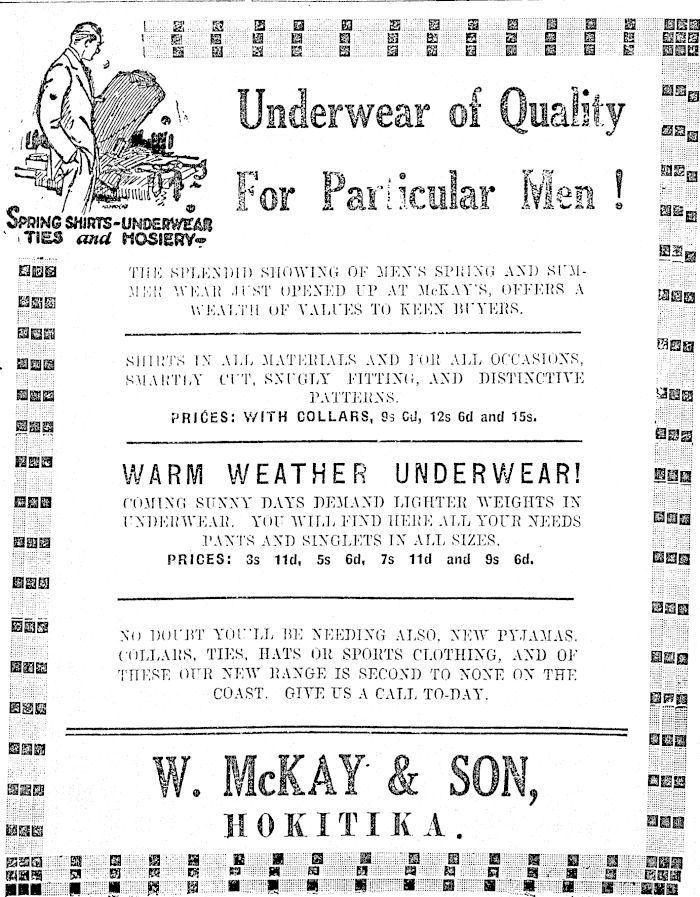 Underwear of Quality
For Particular Men !
SPRING SHIRTS-UNDERWEAR
TIES and HOSIERY
THE SPLENDID SHOWING OF MEN'S SPRING AND SUM-
MER WEAR JUST OPENED UP AT McKAY'S, OFFERS A
WEALTH OF VALUES TO KEEN BUYERS.
SHIRTS IN ALL MATERIALS AND FOR ALL OCCASIONS,
SMARTLY CUT, SNUGLY FITTING, AND DISTINCTIVE
PATTERNS.
PRICES: WITH COLLARS, 9s 6d, 12s 6d and 15s.
WARM WEATHER UNDERWEAR!
COMING SUNNY DAYS DEMAND LIGHTER WEIGHTS IN
UNDERWEAR. YOU WILL FIND HERE ALL YOUR NEEDS
PANTS AND SINGLETS IN ALL SIZES.
PRICES: 3s 11d, 5s 6d, 7s 11d and 9s 6d.
NO DOUBT YOU'LL BE NEEDING ALSO, NEW PYJAMAS,
COLLARS, TIES, HATS OR SPORTS CLOTHING, AND OF
THESE OUR NEW RANGE IS SECOND TO NONE ON THE
COAST. GIVE US A CALL TO-DAY.
W. McKAY & SON,
HOKITIKA.